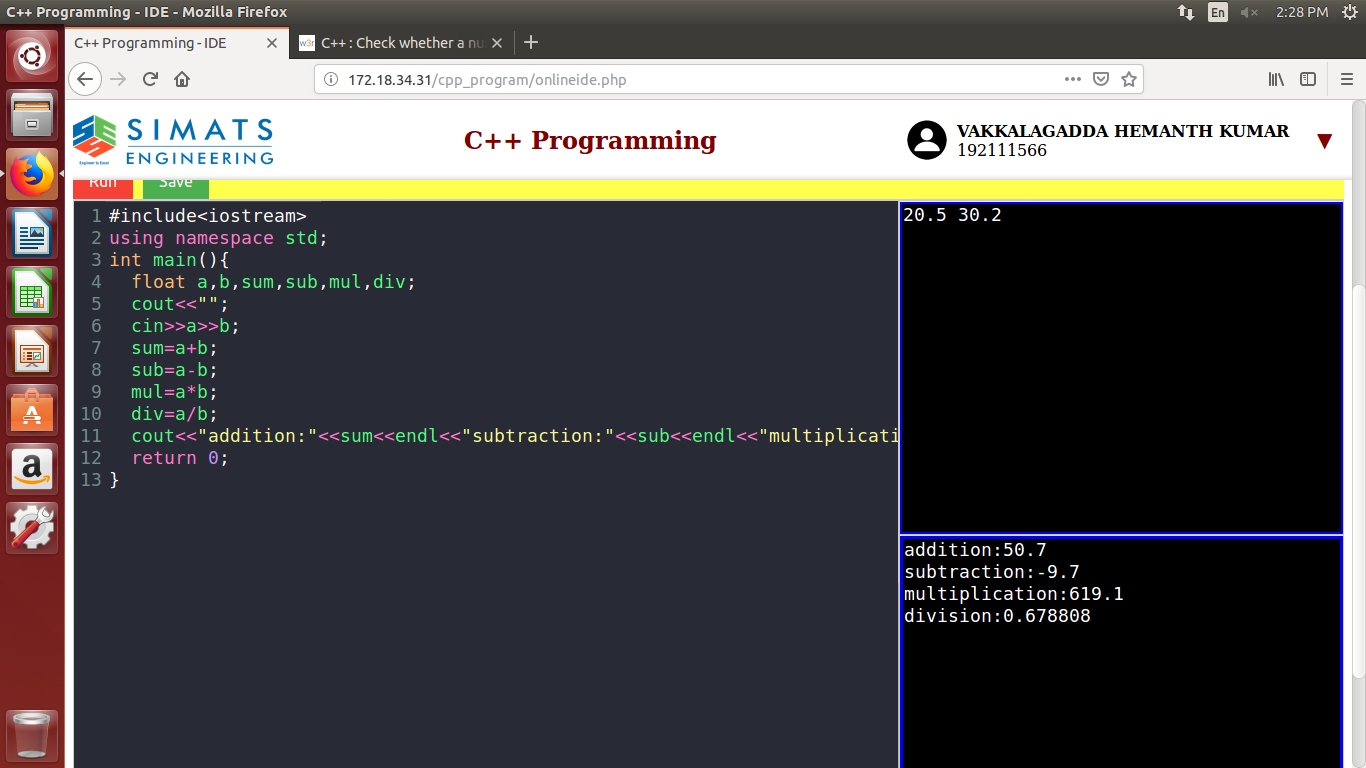 C++ Programming - IDE - Mozilla Firefox
En
2:28 PM
C++ Programming - IDE
w3r
C++ : Check whether a nu
172.18.34.31/cpp_program/onlineide.php
SIMATS
ENGINEERING
Engineer to Excel
C++ Programming
VAKKALAGADDA HEMANTH KUMAR
192111566
Run
Save
1 #include<iostream>
2 using namespace std;
3 int main(){
4 float a,b,sum,sub,mul,div;
5 cout<<"";
6 cin>>a>>b;
7 sum=a+b;
8 sub=a-b;
9 mul=a*b;
10 div=a/b;
11 cout<<"addition:"<<sum<<endl<<"subtraction:"<<sub<<endl<<"multiplicati
12 return 0;
13 }
20.5 30.2
addition:50.7
subtraction:-9.7
multiplication:619.1
division:0.678808